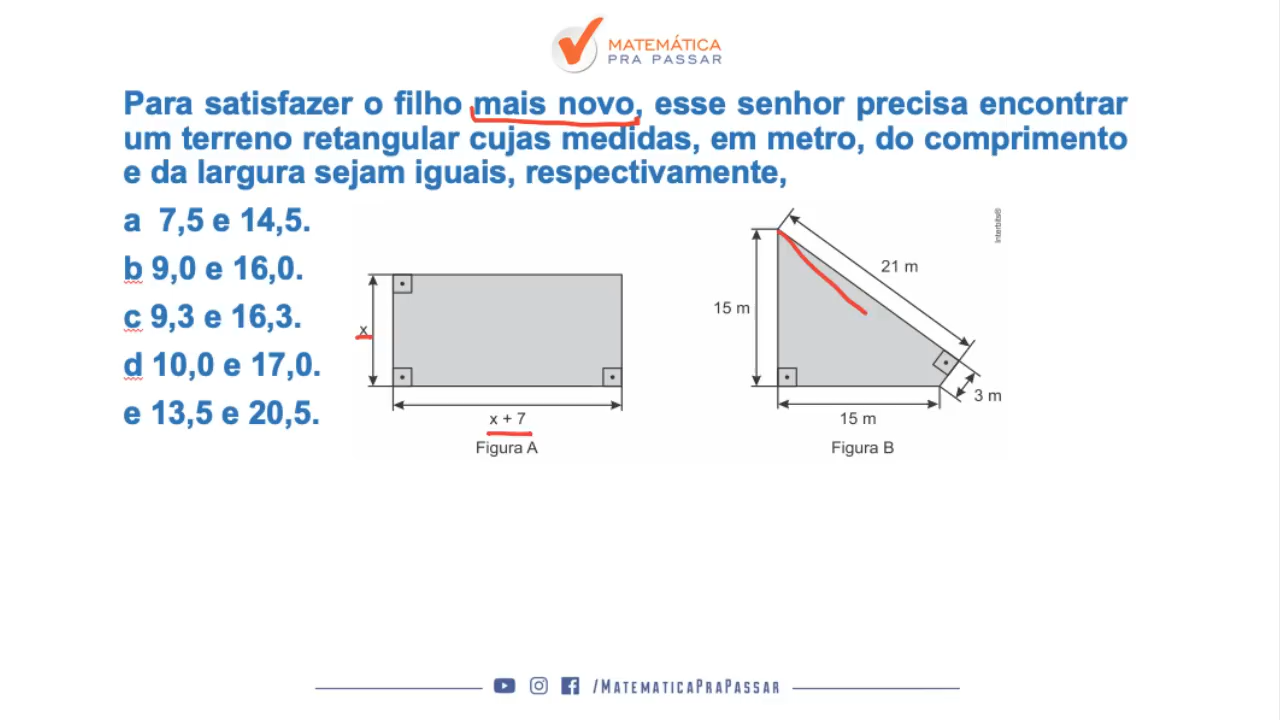 MATEMÁTICA
PRA PASSAR
Para satisfazer o filho mais novo, esse senhor precisa encontrar
um terreno retangular cujas medidas, em metro, do comprimento
e da largura sejam iguais, respectivamente,
a 7,5 e 14,5.
b 9,0 e 16,0.
c 9,3 e 16,3.
d 10,0 e 17,0.
e 13,5 e 20,5.
x
x + 7
Figura A
15 m
21 m
3 m
15 m
Figura B
Interbits®
/MATEMATICAPRAPASSAR